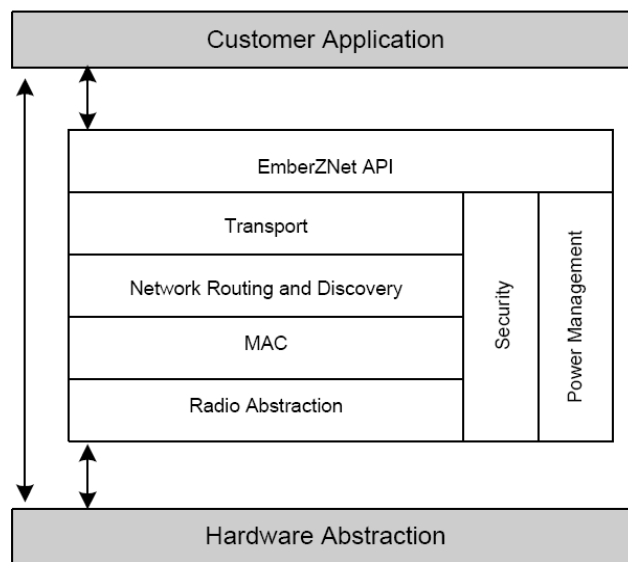 Customer Application
EmberZNet API
Transport
Network Routing and Discovery
MAC
Radio Abstraction
Security
Power Management
Hardware Abstraction